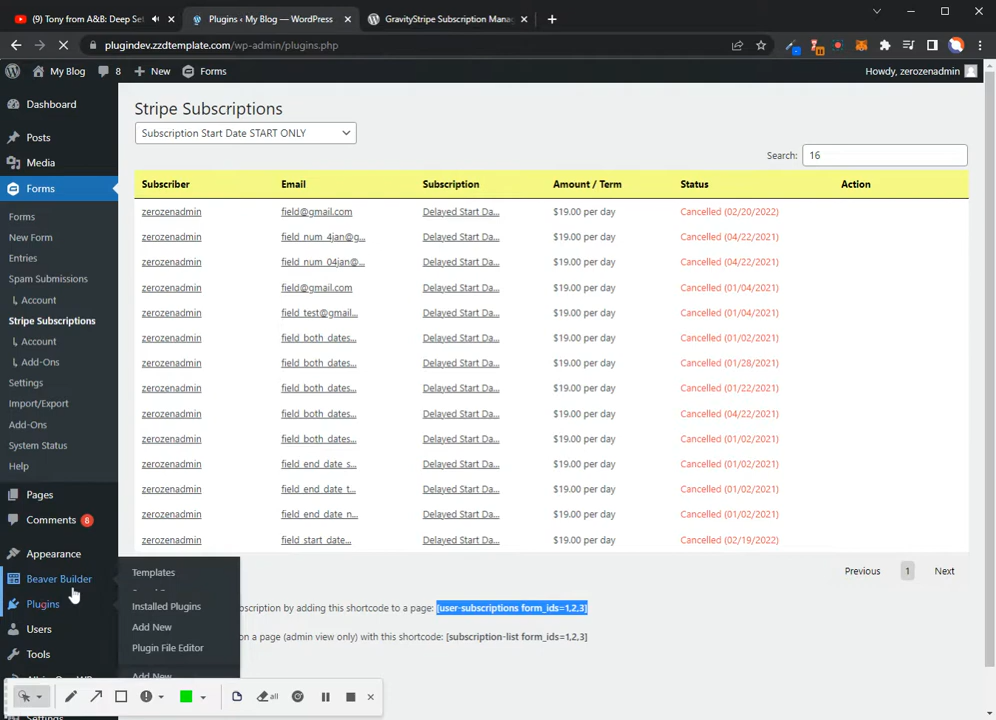 (9) Tony from A&B: Deep Se
Plugins ‹ My Blog — WordPress
GravityStripe Subscription Mana
plugindev.zzdtemplate.com/wp-admin/plugins.php
My Blog
8
New
Forms
Howdy, zerozenadmin
Dashboard
Posts
Media
Forms
Forms
New Form
Entries
Spam Submissions
↳ Account
Stripe Subscriptions
↳ Account
↳ Add-Ons
Settings
Import/Export
Add-Ons
System Status
Help
Pages
Comments 8
Appearance
Beaver Builder
Plugins
Users
Tools
Settings
Templates
Installed Plugins
Add New
Plugin File Editor
Add New
Stripe Subscriptions
Subscription Start Date START ONLY
Search: 16
Subscriber Email Subscription Amount / Term Status Action
zerozenadmin field@gmail.com Delayed Start Da... $19.00 per day Cancelled (02/20/2022)
zerozenadmin field_num_4jan@g... Delayed Start Da... $19.00 per day Cancelled (04/22/2021)
zerozenadmin field_num_04jan@... Delayed Start Da... $19.00 per day Cancelled (04/22/2021)
zerozenadmin field@gmail.com Delayed Start Da... $19.00 per day Cancelled (01/04/2021)
zerozenadmin field_test@gmail... Delayed Start Da... $19.00 per day Cancelled (01/04/2021)
zerozenadmin field_both_dates... Delayed Start Da... $19.00 per day Cancelled (01/02/2021)
zerozenadmin field_both_dates... Delayed Start Da... $19.00 per day Cancelled (01/28/2021)
zerozenadmin field_both_dates... Delayed Start Da... $19.00 per day Cancelled (01/22/2021)
zerozenadmin field_both_dates... Delayed Start Da... $19.00 per day Cancelled (04/22/2021)
zerozenadmin field_both_dates... Delayed Start Da... $19.00 per day Cancelled (01/02/2021)
zerozenadmin field_end_date_s... Delayed Start Da... $19.00 per day Cancelled (01/02/2021)
zerozenadmin field_end_date_t... Delayed Start Da... $19.00 per day Cancelled (01/02/2021)
zerozenadmin field_end_date_n... Delayed Start Da... $19.00 per day Cancelled (01/02/2021)
zerozenadmin field_start_date... Delayed Start Da... $19.00 per day Cancelled (02/19/2022)
Previous 1 Next
scription by adding this shortcode to a page: [user-subscriptions form_ids=1,2,3]
on a page (admin view only) with this shortcode: [subscription-list form_ids=1,2,3]
all